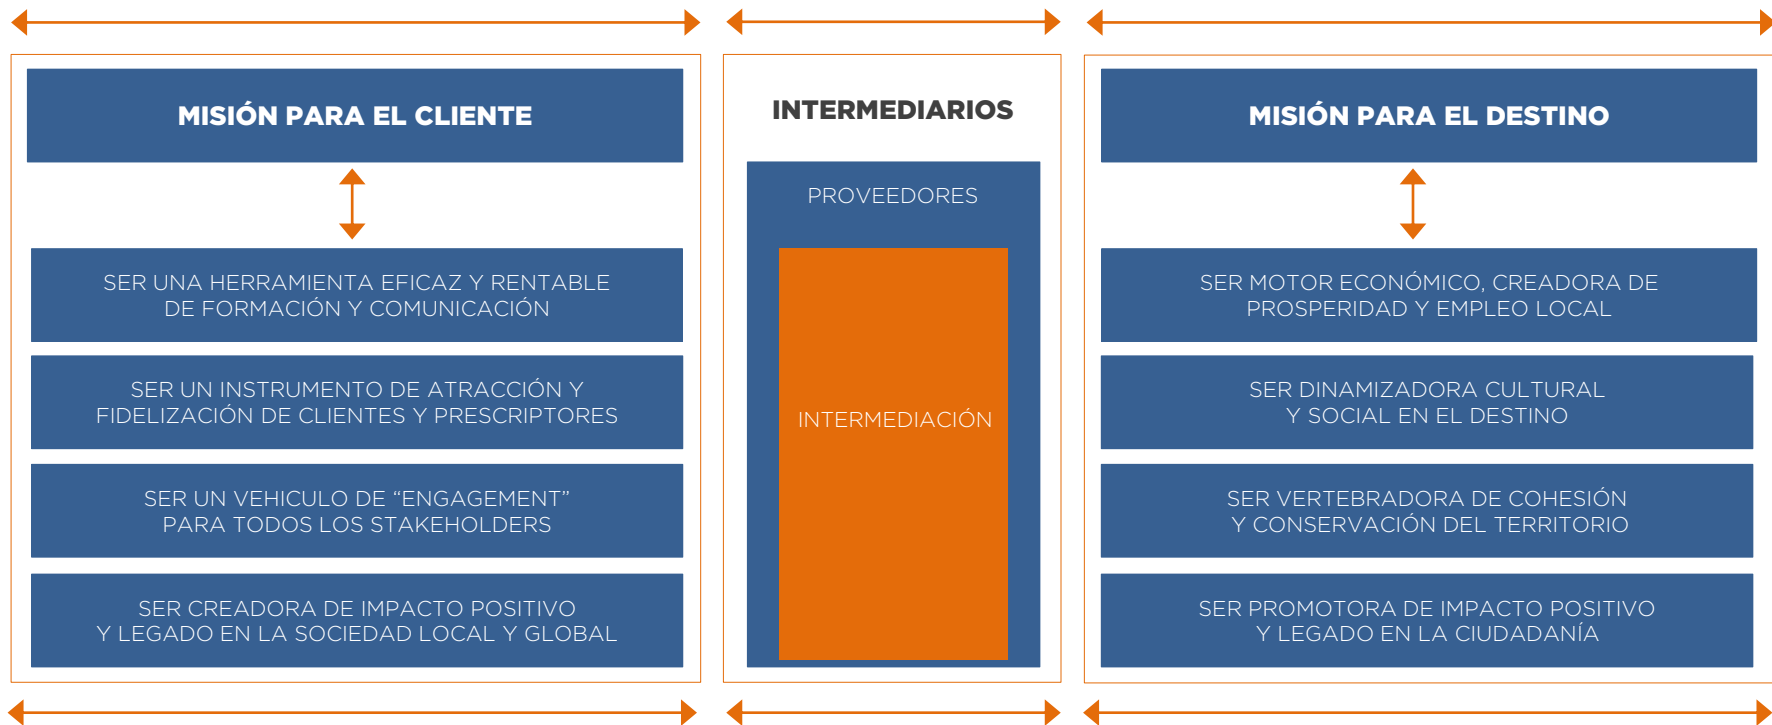 MISIÓN PARA EL CLIENTE
SER UNA HERRAMIENTA EFICAZ Y RENTABLE
DE FORMACIÓN Y COMUNICACIÓN
SER UN INSTRUMENTO DE ATRACCIÓN Y
FIDELIZACIÓN DE CLIENTES Y PRESCRIPTORES
SER UN VEHICULO DE “ENGAGEMENT”
PARA TODOS LOS STAKEHOLDERS
SER CREADORA DE IMPACTO POSITIVO
Y LEGADO EN LA SOCIEDAD LOCAL Y GLOBAL
INTERMEDIARIOS
PROVEEDORES
INTERMEDIACIÓN
MISIÓN PARA EL DESTINO
SER MOTOR ECONÓMICO, CREADORA DE
PROSPERIDAD Y EMPLEO LOCAL
SER DINAMIZADORA CULTURAL
Y SOCIAL EN EL DESTINO
SER VERTEBRADORA DE COHESIÓN
Y CONSERVACIÓN DEL TERRITORIO
SER PROMOTORA DE IMPACTO POSITIVO
Y LEGADO EN LA CIUDADANÍA